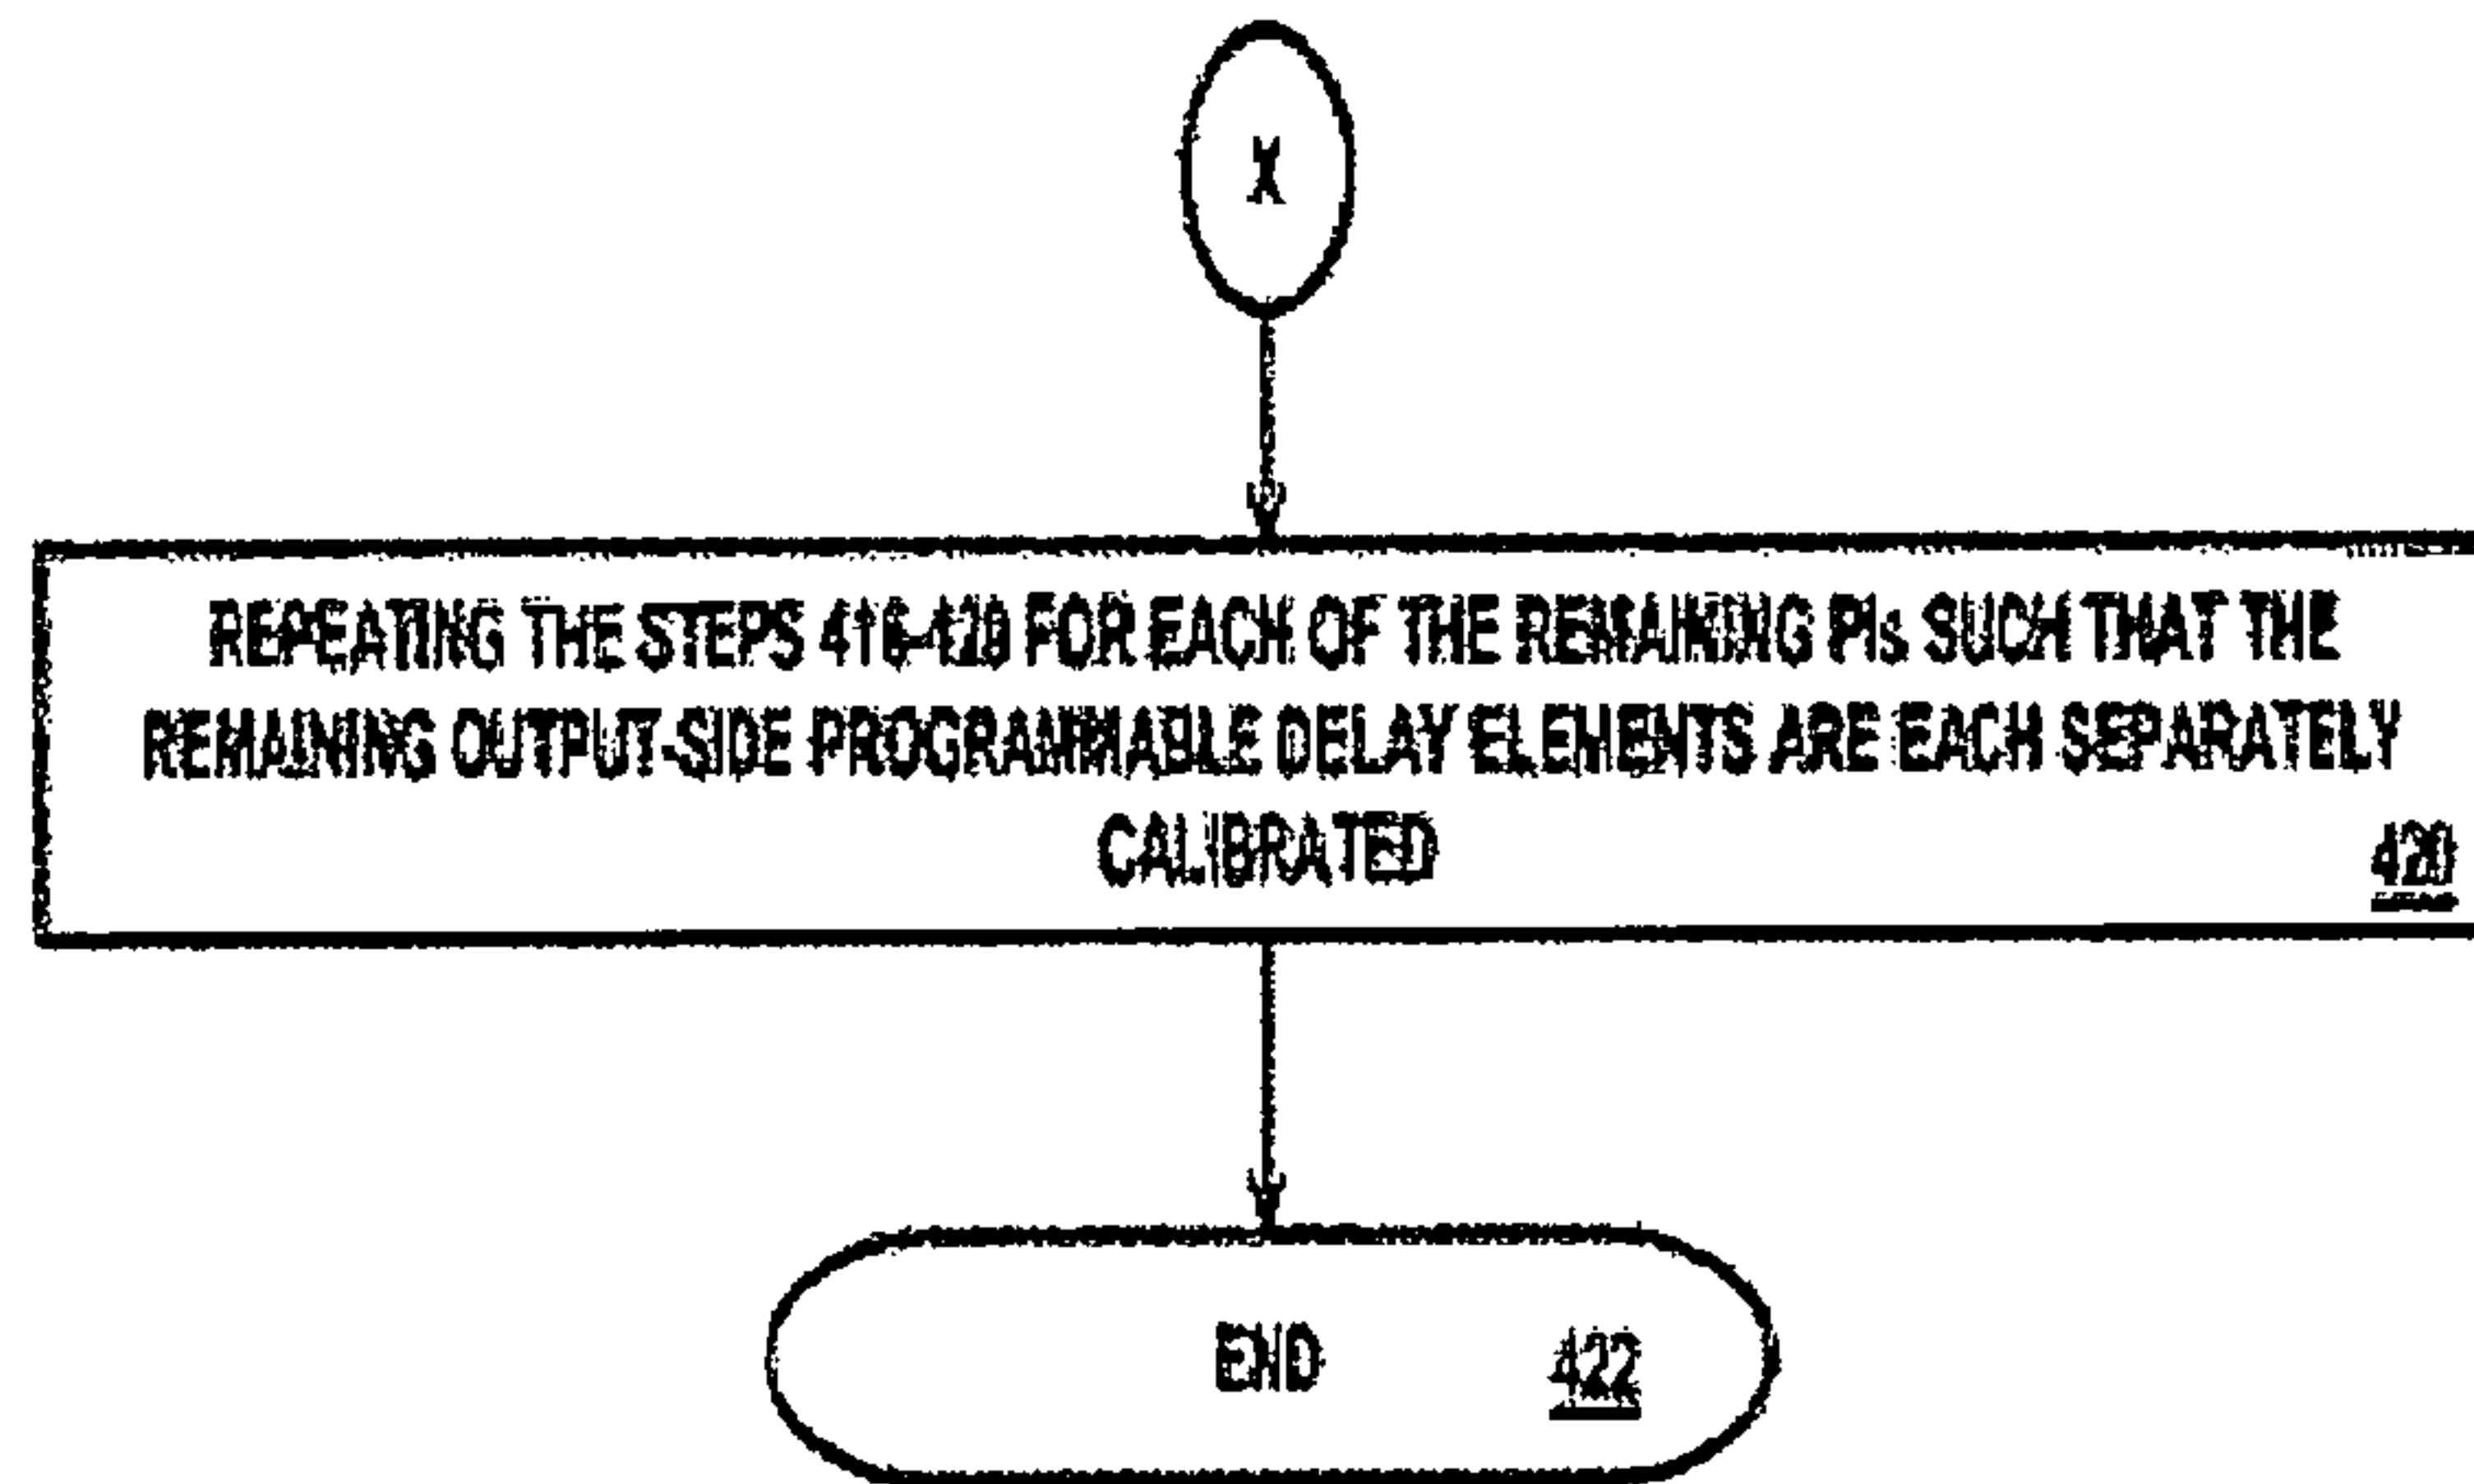 X
REPEATING THE STEPS 416-420 FOR EACH OF THE REMAINING PIs SUCH THAT THE
REMAINING OUTPUT-SIDE PROGRAMMABLE DELAY ELEMENTS ARE EACH SEPARATELY
CALIBRATED
420
END 422